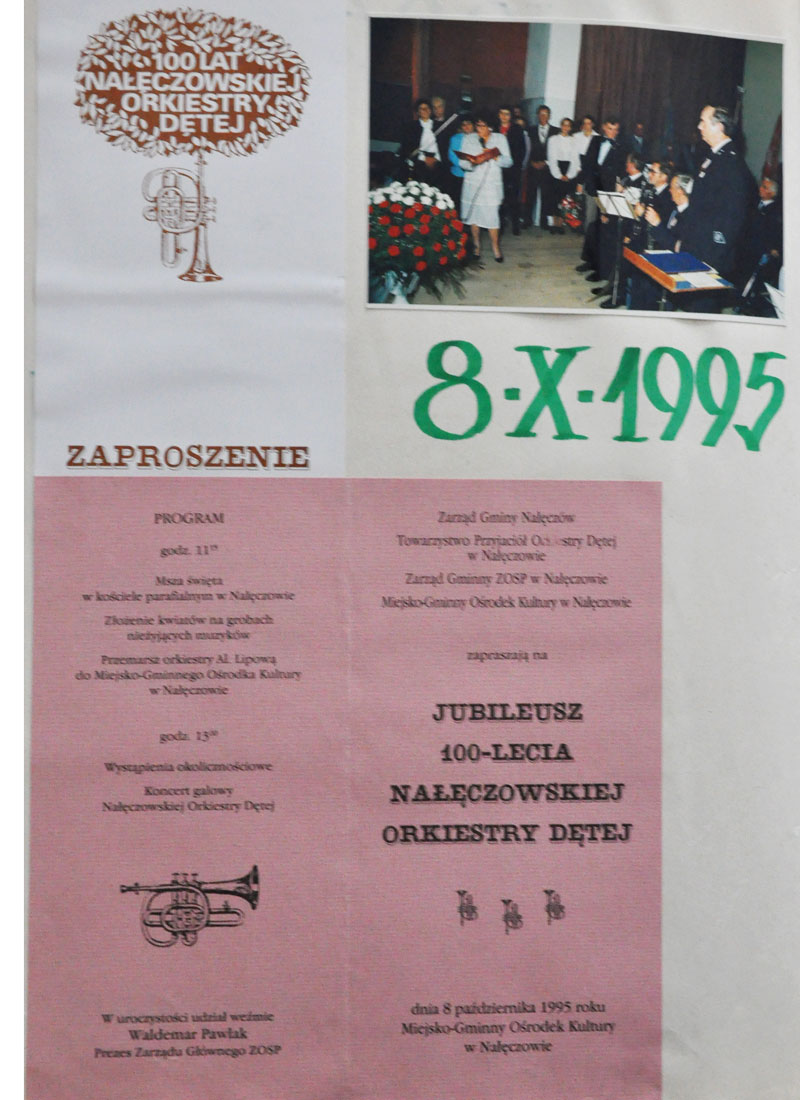 100 LAT
NAŁĘCZOWSKIEJ
ORKIESTRY
DĘTEJ
ZAPROSZENIE
8·X·1995
PROGRAM
godz. 11¹⁵
Msza święta
w kościele parafialnym w Nałęczowie
Złożenie kwiatów na grobach
nieżyjących muzyków
Przemarsz orkiestry Al. Lipową
do Miejsko-Gminnego Ośrodka Kultury
w Nałęczowie
godz. 13⁰⁰
Wystąpienia okolicznościowe
Koncert galowy
Nałęczowskiej Orkiestry Dętej
W uroczystości udział weźmie
Waldemar Pawlak
Prezes Zarządu Głównego ZOSP
Zarząd Gminy Nałęczów
Towarzystwo Przyjaciół Orkiestry Dętej
w Nałęczowie
Zarząd Gminny ZOSP w Nałęczowie
Miejsko-Gminny Ośrodek Kultury w Nałęczowie
zapraszają na
JUBILEUSZ
100-LECIA
NAŁĘCZOWSKIEJ
ORKIESTRY DĘTEJ
dnia 8 października 1995 roku
Miejsko-Gminny Ośrodek Kultury
w Nałęczowie